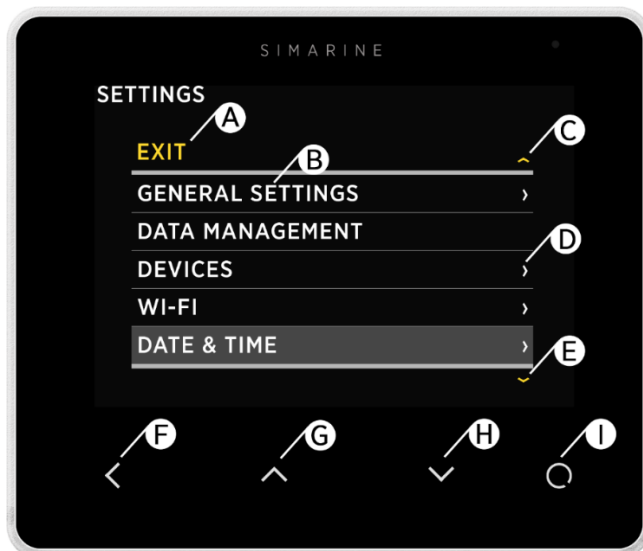 SIMARINE
SETTINGS
A
EXIT
C
B
GENERAL SETTINGS
DATA MANAGEMENT
D
DEVICES
WI-FI
DATE & TIME
E
F
G
H
I